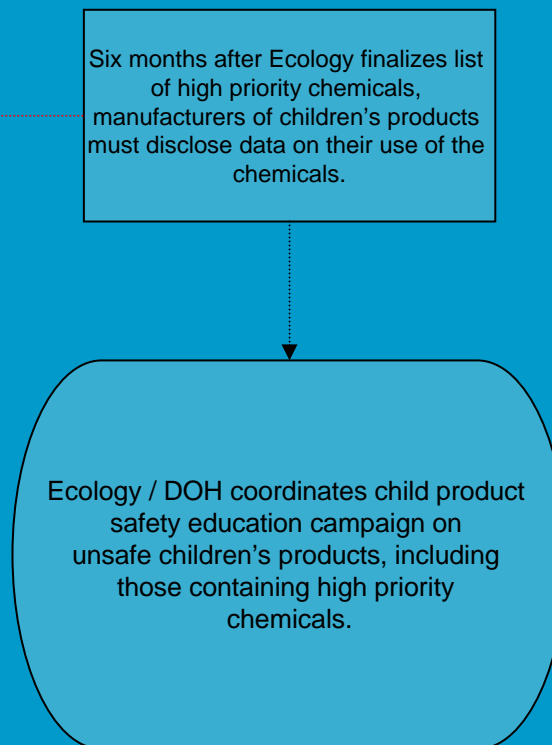 Six months after Ecology finalizes list
of high priority chemicals,
manufacturers of children’s products
must disclose data on their use of the
chemicals.
Ecology / DOH coordinates child product
safety education campaign on
unsafe children’s products, including
those containing high priority
chemicals.